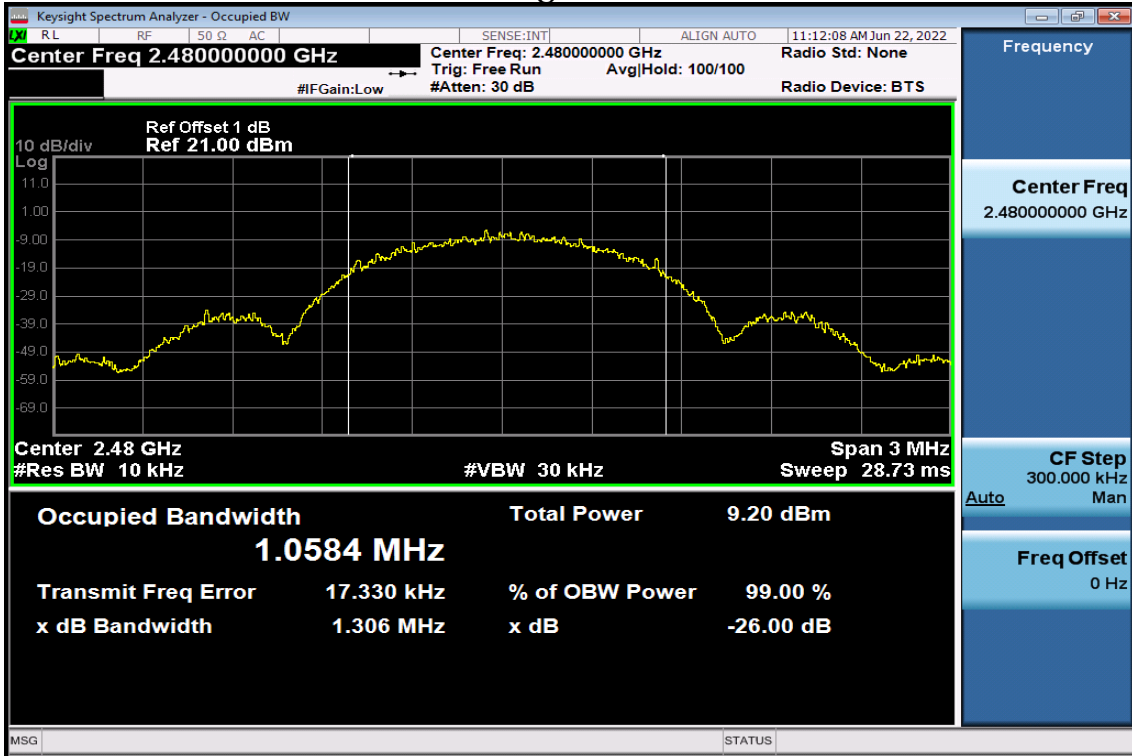 Keysight Spectrum Analyzer - Occupied BW
LXI RL RF 50 Ω AC SENSE:INT ALIGN AUTO 11:12:08 AM Jun 22, 2022
Center Freq 2.480000000 GHz Center Freq: 2.480000000 GHz Radio Std: None
Trig: Free Run Avg|Hold: 100/100
#IFGain:Low #Atten: 30 dB Radio Device: BTS
Ref Offset 1 dB
10 dB/div Ref 21.00 dBm
Log
11.0
1.00
-9.00
-19.0
-29.0
-39.0
-49.0
-59.0
-69.0
Center 2.48 GHz Span 3 MHz
#Res BW 10 kHz #VBW 30 kHz Sweep 28.73 ms
Occupied Bandwidth Total Power 9.20 dBm
1.0584 MHz
Transmit Freq Error 17.330 kHz % of OBW Power 99.00 %
x dB Bandwidth 1.306 MHz x dB -26.00 dB
MSG STATUS
Frequency
Center Freq
2.480000000 GHz
CF Step
300.000 kHz
Auto Man
Freq Offset
0 Hz